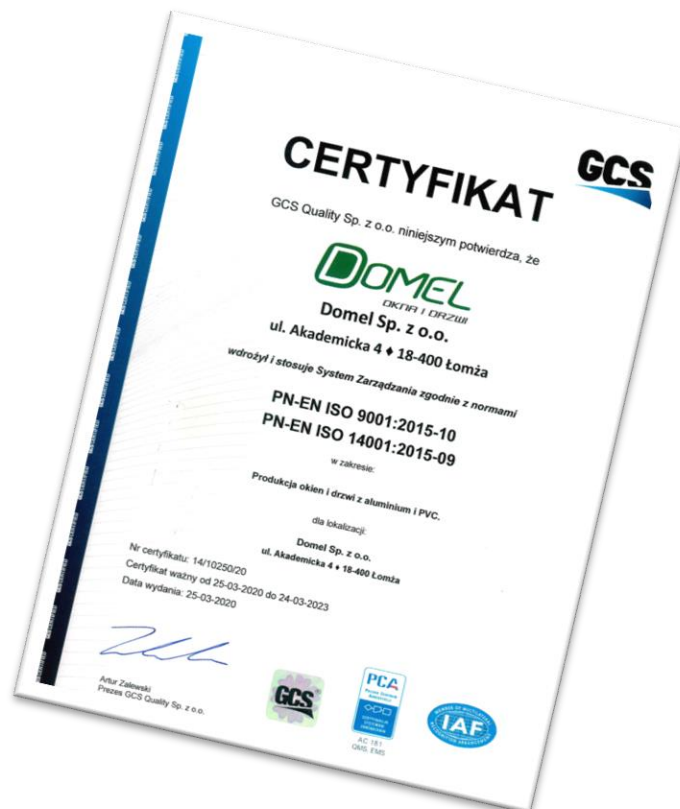 CERTYFIKAT
GCS
GCS Quality Sp. z o.o. niniejszym potwierdza, że
DOMEL
OKNA I DRZWI
Domel Sp. z o.o.
ul. Akademicka 4 ♦ 18-400 Łomża
wdrożył i stosuje System Zarządzania zgodnie z normami
PN-EN ISO 9001:2015-10
PN-EN ISO 14001:2015-09
w zakresie:
Produkcja okien i drzwi z aluminium i PVC.
dla lokalizacji:
Domel Sp. z o.o.
ul. Akademicka 4 ♦ 18-400 Łomża
Nr certyfikatu: 14/10250/20
Certyfikat ważny od 25-03-2020 do 24-03-2023
Data wydania: 25-03-2020
Artur Zalewski
Prezes GCS Quality Sp. z o.o.
GCS
PCA
AC 181
QMS, EMS
IAF